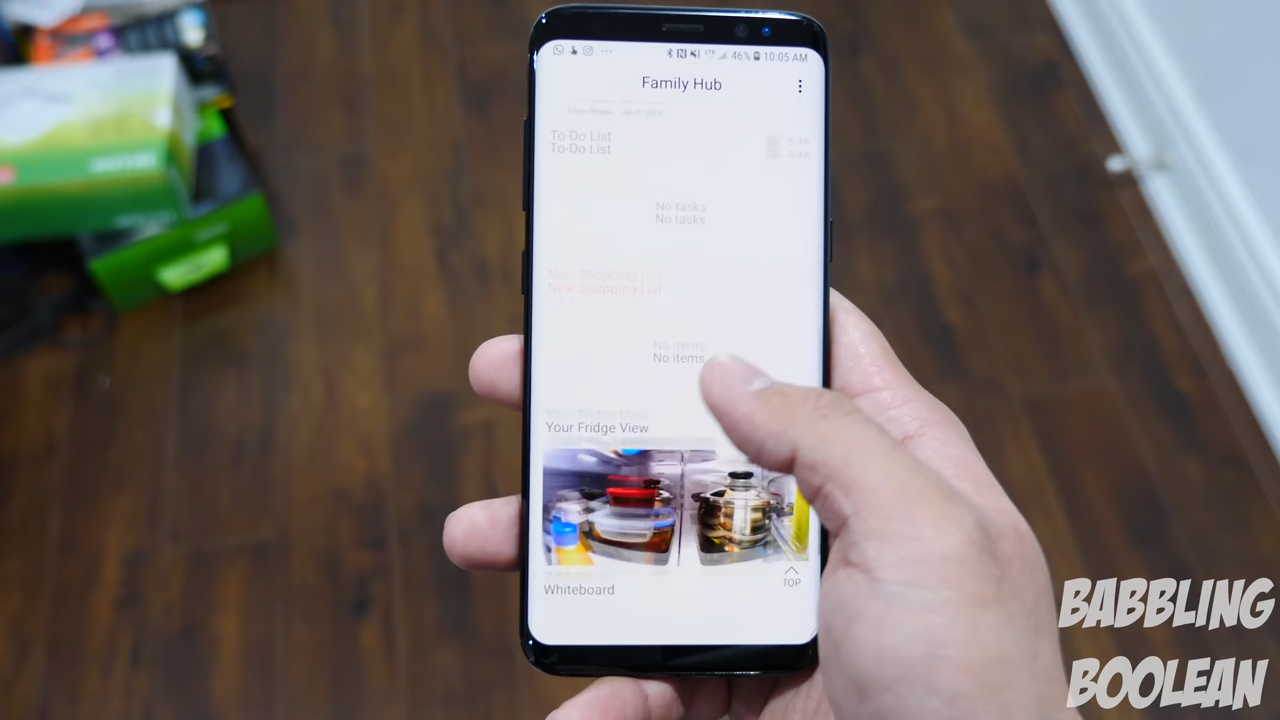 LTE 46% 10:05 AM
Family Hub
To-Do List
To-Do List
No tasks
No tasks
New Shopping List
New Shopping List
No items
No items
Your Fridge View
Your Fridge View
TOP
Whiteboard
BABBLING
BOOLEAN